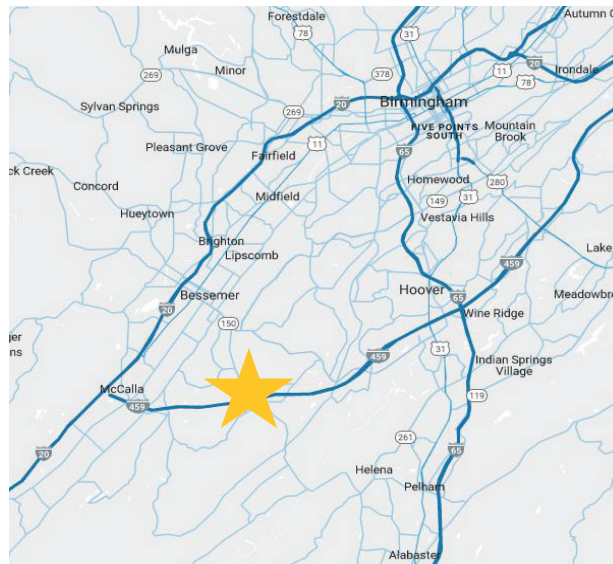 Forestdale
31
Autumn
78
Mulga
Minor
20
11
Irondale
269
378
78
Sylvan Springs
20
Birmingham
269
FIVE POINTS
SOUTH
Mountain
Brook
Pleasant Grove
11
Fairfield
65
ck Creek
Concord
Homewood
280
Midfield
149
31
Hueytown
Vestavia Hills
Brighton
Lipscomb
Lake
459
Bessemer
Hoover
65
Meadowbro
20
150
Wine Ridge
ger
ns
31
459
Indian Springs
Village
McCalla
119
459
261
65
20
Helena
Pelham
Alabaster